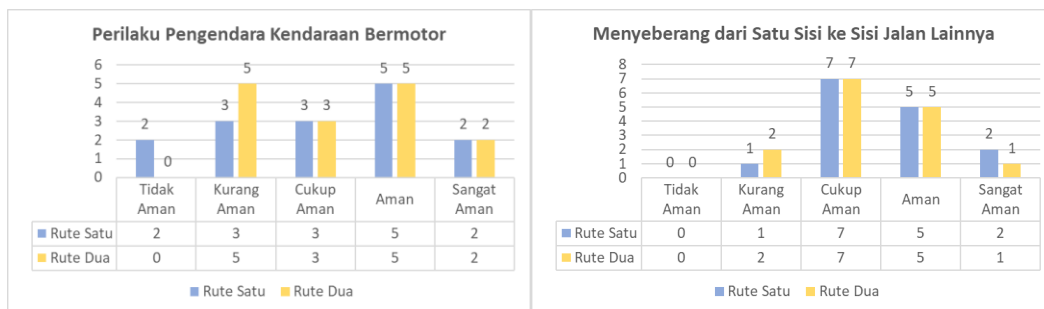 Perilaku Pengendara Kendaraan Bermotor
6
5
4
3
2
1
0
2
0
3
5
3
3
5
5
2
2
Tidak Aman
Kurang Aman
Cukup Aman
Aman
Sangat Aman
Rute Satu 2 3 3 5 2
Rute Dua 0 5 3 5 2
Rute Satu Rute Dua
Menyeberang dari Satu Sisi ke Sisi Jalan Lainnya
8
7
6
5
4
3
2
1
0
0
0
1
2
7
7
5
5
2
1
Tidak Aman
Kurang Aman
Cukup Aman
Aman
Sangat Aman
Rute Satu 0 1 7 5 2
Rute Dua 0 2 7 5 1
Rute Satu Rute Dua